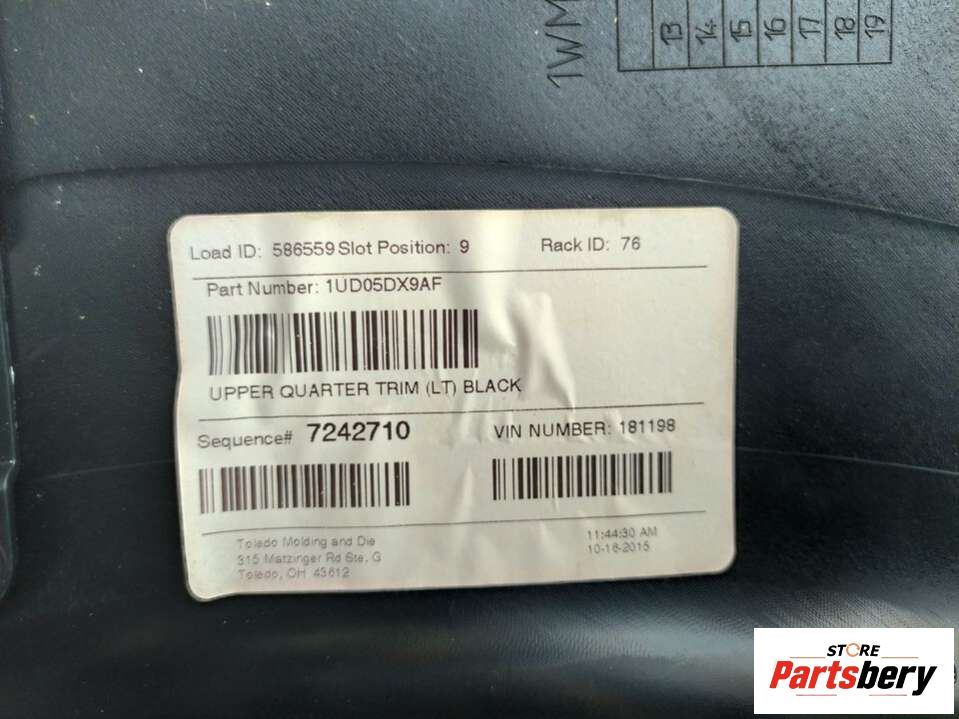 1WM
13 14 15 16 17 18 19
Load ID: 586559 Slot Position: 9 Rack ID: 76
Part Number: 1UD05DX9AF
UPPER QUARTER TRIM (LT) BLACK
Sequence# 7242710 VIN NUMBER: 181198
Toledo Molding and Die
315 Matzinger Rd Ste. G
Toledo, OH 43612
11:44:30 AM
10-16-2015
STORE
Partsbery